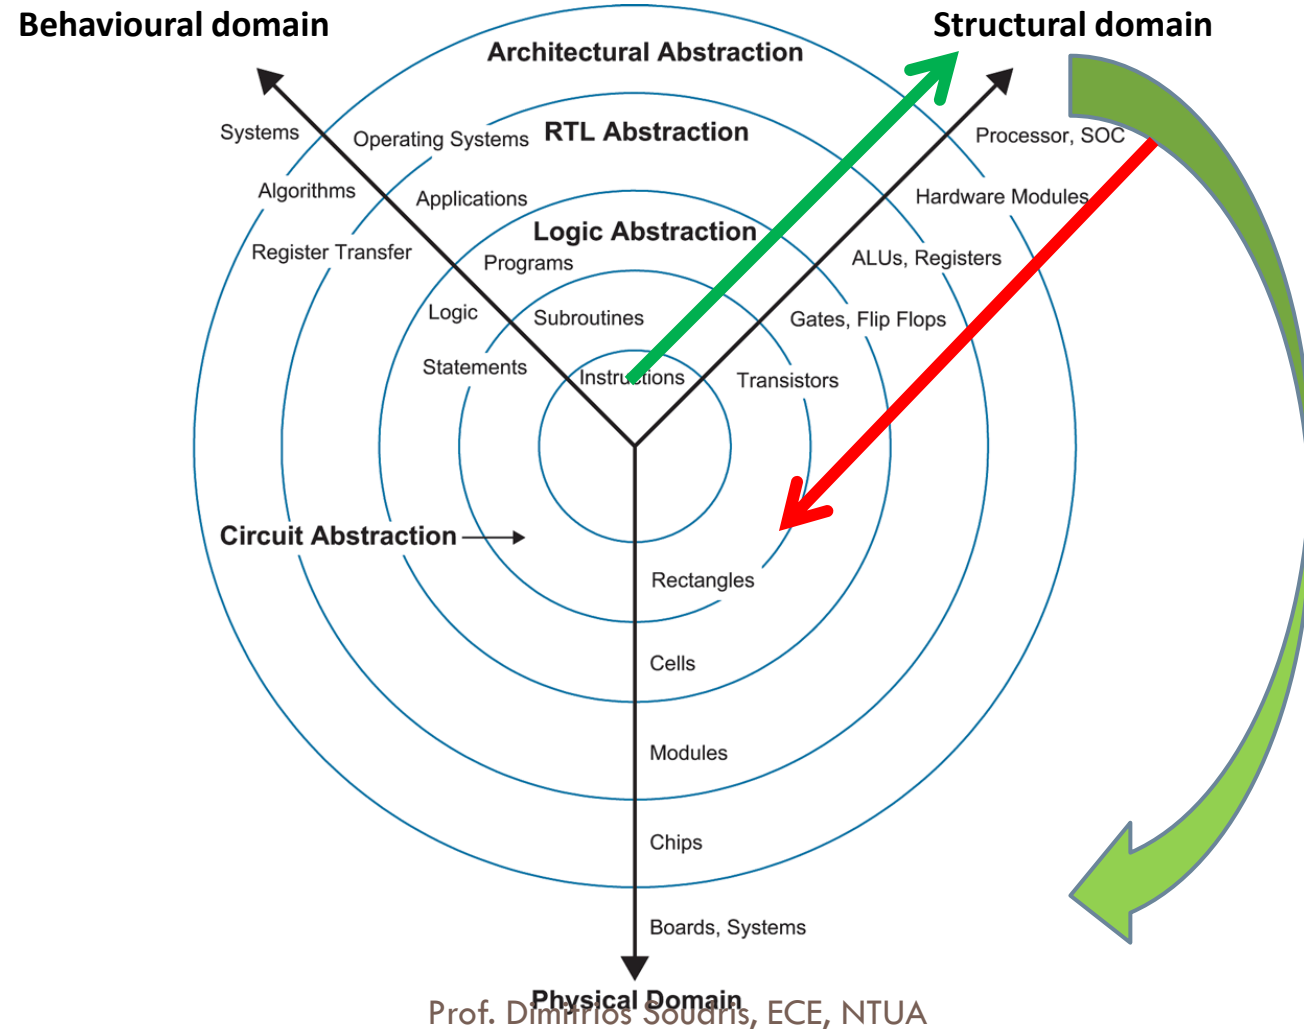 Behavioural domain
Structural domain
Architectural Abstraction
Systems
Operating Systems
RTL Abstraction
Processor, SOC
Algorithms
Applications
Hardware Modules
Register Transfer
Logic Abstraction
Programs
ALUs, Registers
Logic
Subroutines
Gates, Flip Flops
Statements
Instructions
Transistors
Circuit Abstraction
Rectangles
Cells
Modules
Chips
Boards, Systems
Physical Domain
Prof. Dimitrios Soudris, ECE, NTUA